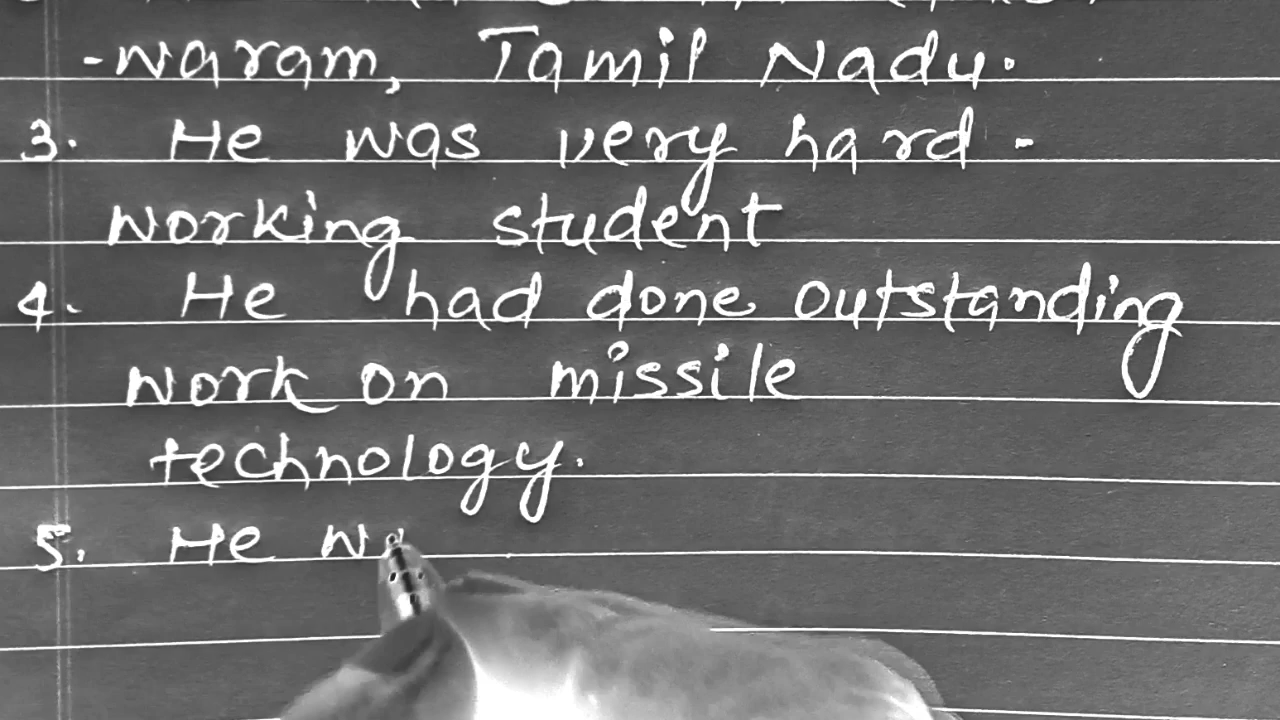 -waram, Tamil Nadu.
3. He was very hard -
working student
4. He had done outstanding
work on missile
technology.
5. He w